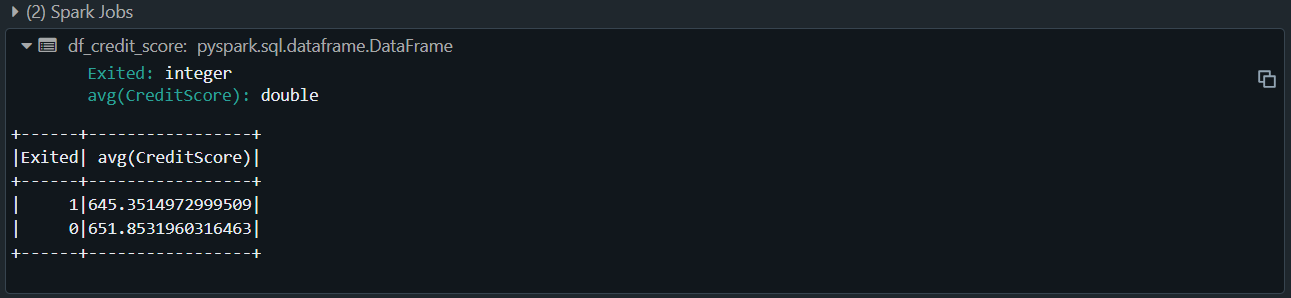 (2) Spark Jobs
df_credit_score: pyspark.sql.dataframe.DataFrame
Exited: integer
avg(CreditScore): double
+------+-----------------+
|Exited| avg(CreditScore)|
+------+-----------------+
|     1|645.3514972999509|
|     0|651.8531960316463|
+------+-----------------+